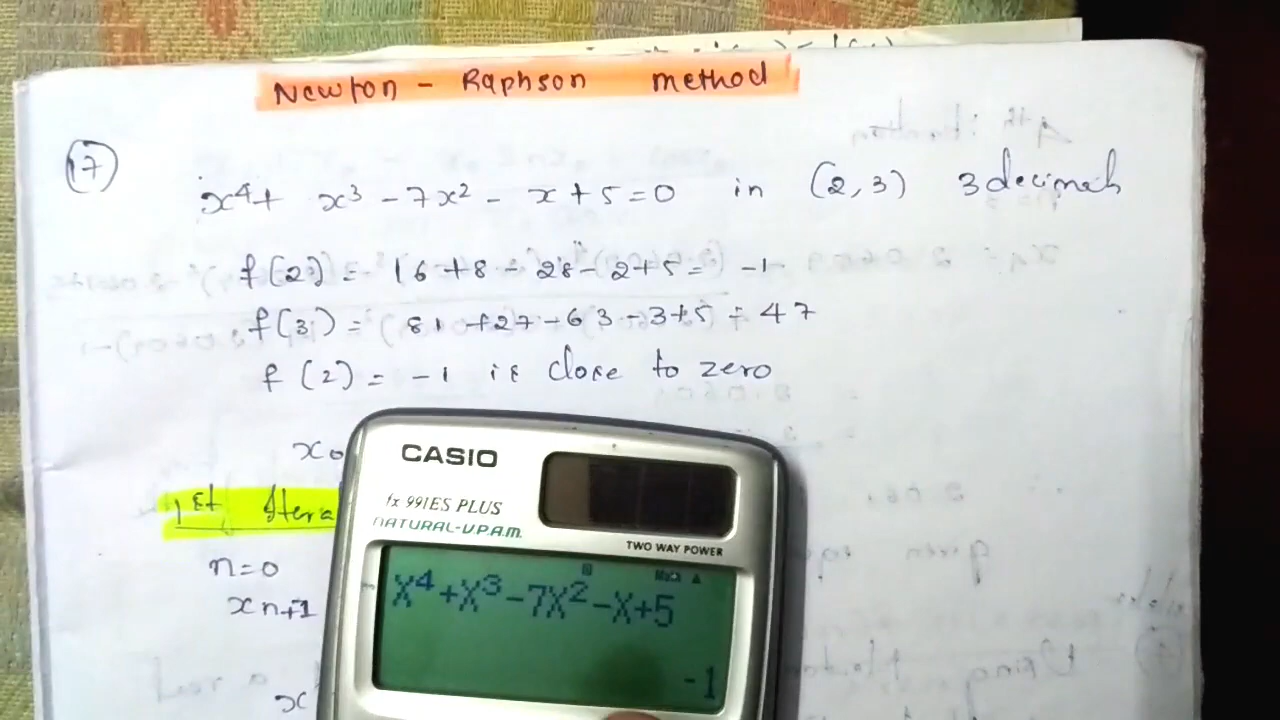 Newton - Raphson method
17
x⁴ + x³ - 7x² - x + 5 = 0 in (2,3) 3 decimals
f(2) = 16 + 8 - 28 - 2 + 5 = -1
f(3) = 81 + 27 - 63 - 3 + 5 = 47
f(2) = -1 is close to zero
x₀
1st Itera
n = 0
xn+1
x
CASIO
fx-991ES PLUS
NATURAL-V.P.A.M.
TWO WAY POWER
Math ▲
X⁴+X³-7X²-X+5
-1